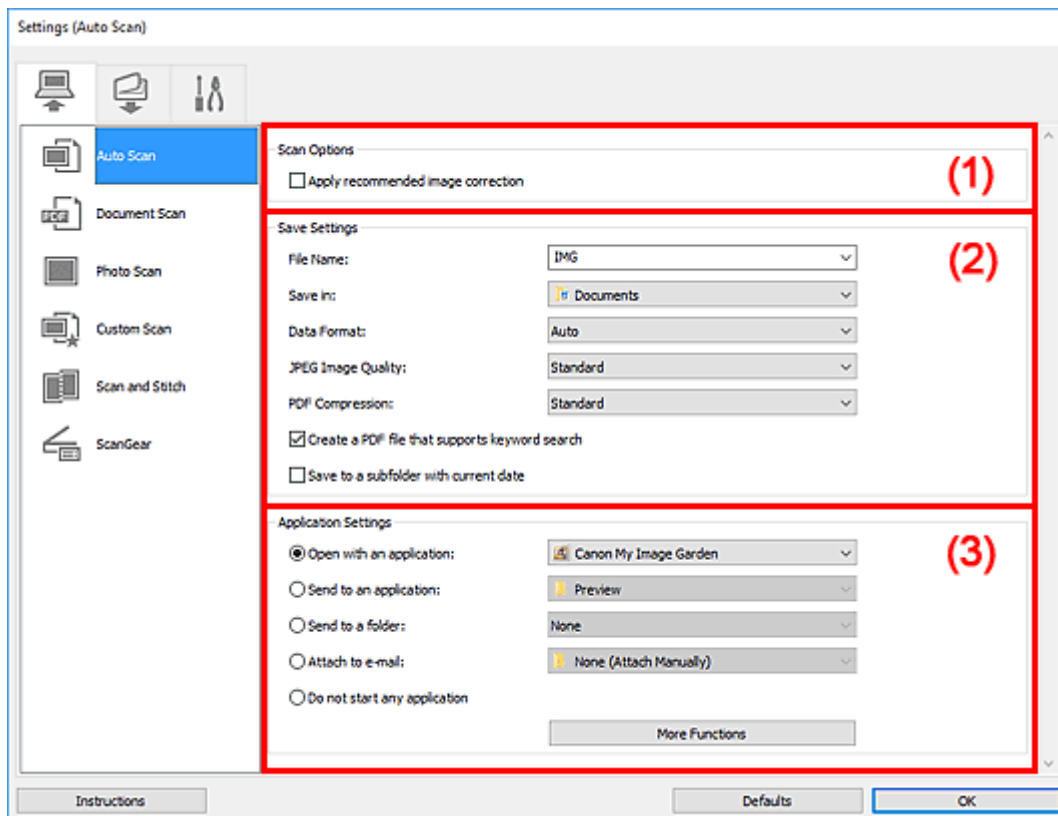 Settings (Auto Scan)
Auto Scan
Document Scan
Photo Scan
Custom Scan
Scan and Stitch
ScanGear
Scan Options
(1)
Apply recommended image correction
Save Settings
(2)
File Name: IMG
Save in: Documents
Data Format: Auto
JPEG Image Quality: Standard
PDF Compression: Standard
Create a PDF file that supports keyword search
Save to a subfolder with current date
Application Settings
(3)
Open with an application: Canon My Image Garden
Send to an application: Preview
Send to a folder: None
Attach to e-mail: None (Attach Manually)
Do not start any application
More Functions
Instructions
Defaults
OK